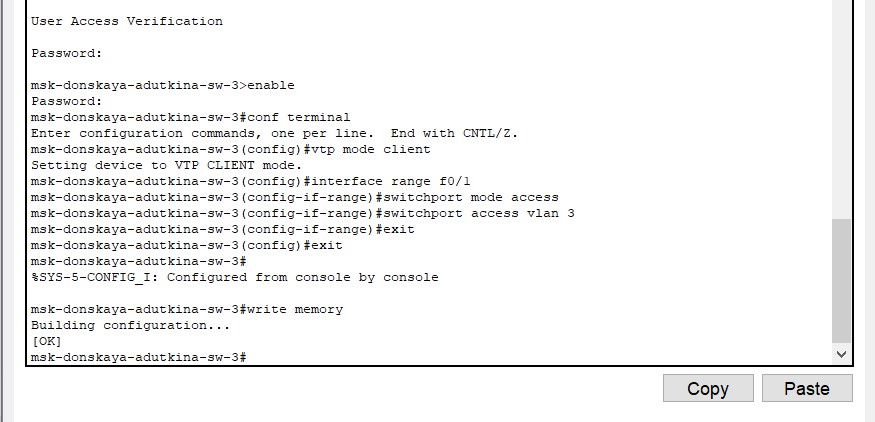 User Access Verification
Password:
msk-donskaya-adutkina-sw-3>enable
Password:
msk-donskaya-adutkina-sw-3#conf terminal
Enter configuration commands, one per line.  End with CNTL/Z.
msk-donskaya-adutkina-sw-3(config)#vtp mode client
Setting device to VTP CLIENT mode.
msk-donskaya-adutkina-sw-3(config)#interface range f0/1
msk-donskaya-adutkina-sw-3(config-if-range)#switchport mode access
msk-donskaya-adutkina-sw-3(config-if-range)#switchport access vlan 3
msk-donskaya-adutkina-sw-3(config-if-range)#exit
msk-donskaya-adutkina-sw-3(config)#exit
msk-donskaya-adutkina-sw-3#
%SYS-5-CONFIG_I: Configured from console by console
msk-donskaya-adutkina-sw-3#write memory
Building configuration...
[OK]
msk-donskaya-adutkina-sw-3#
Copy Paste